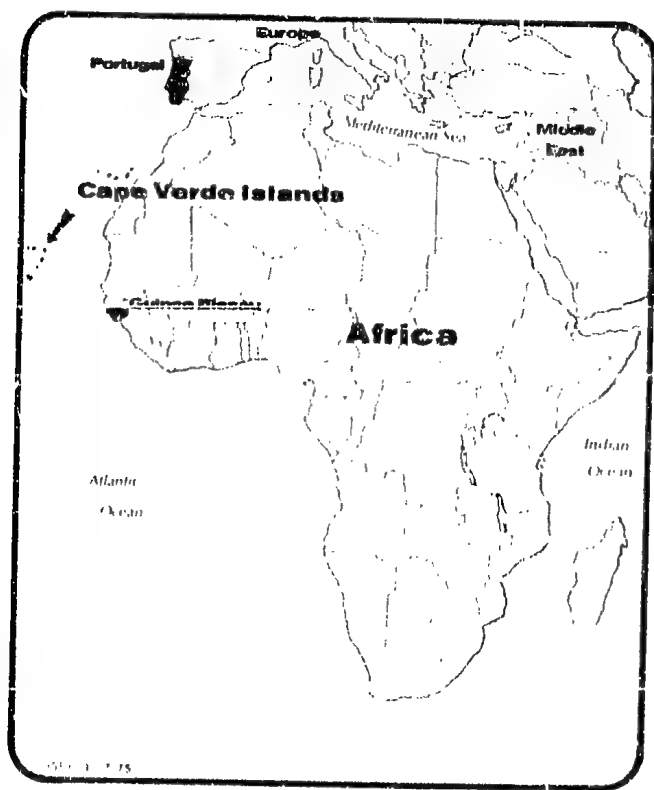 Europe
Portugal
Mediterranean Sea
Middle
East
Cape Verde Islands
Guinea Bissau
Africa
Indian
Ocean
Atlantic
Ocean